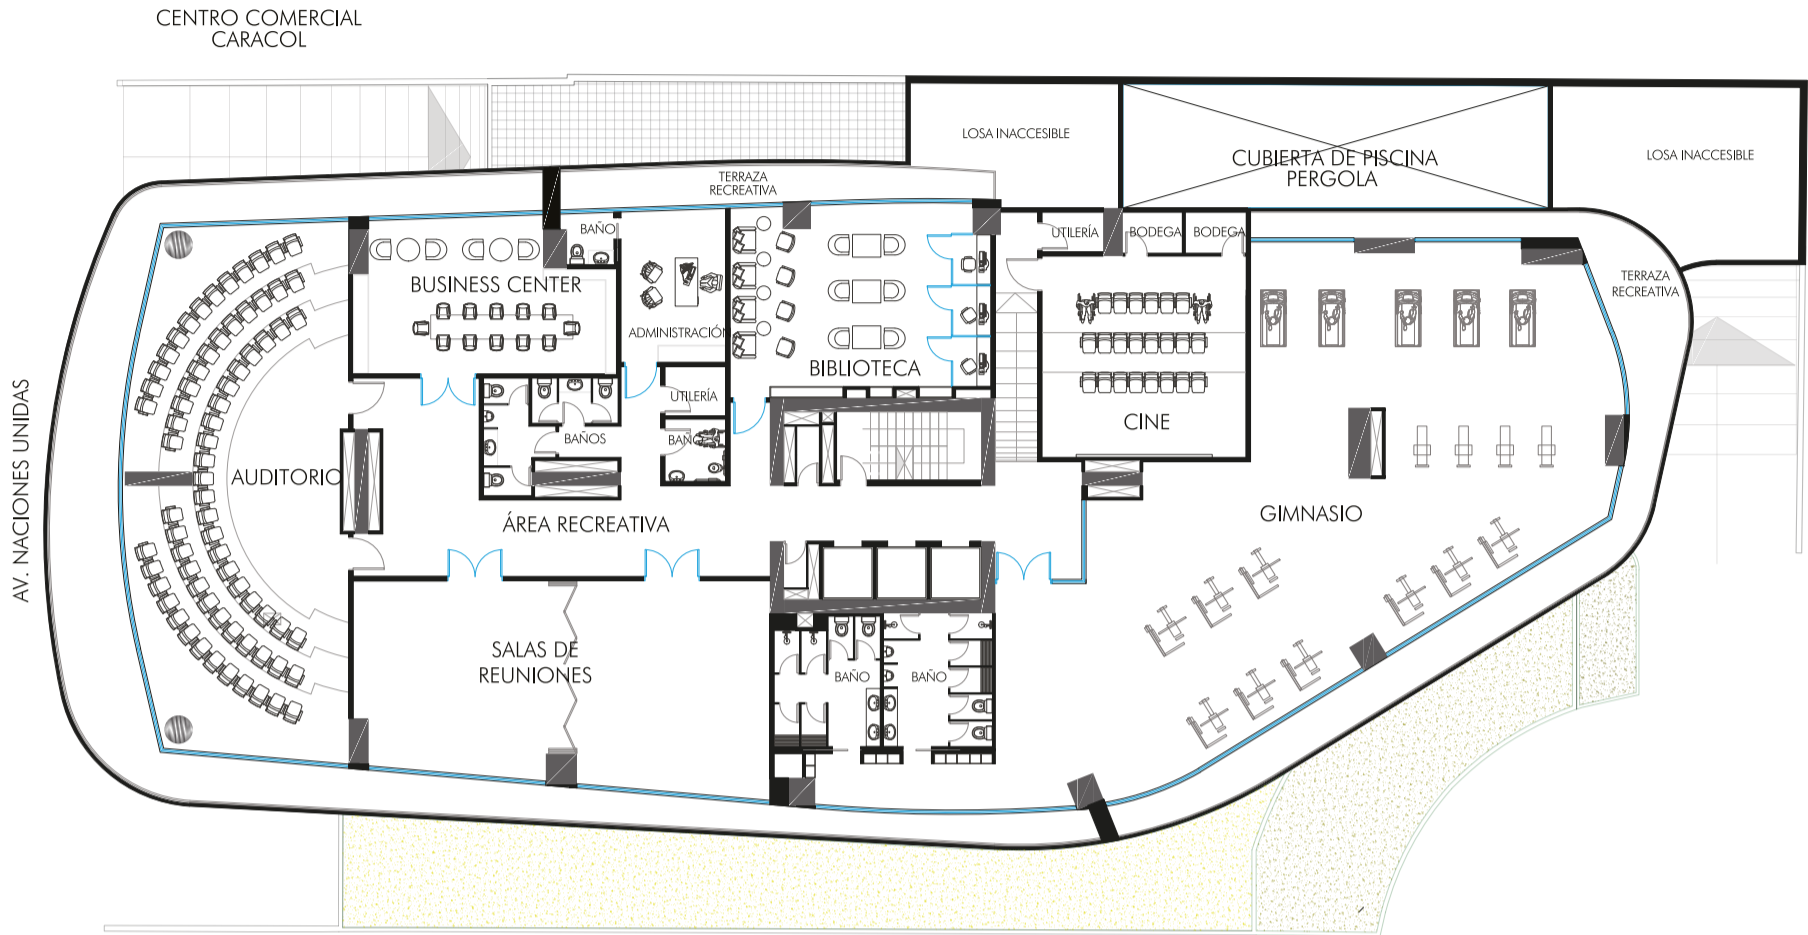 CENTRO COMERCIAL
CARACOL
LOSA INACCESIBLE
CUBIERTA DE PISCINA
PERGOLA
LOSA INACCESIBLE
TERRAZA
RECREATIVA
BAÑO
UTILERÍA
BODEGA
BODEGA
BUSINESS CENTER
TERRAZA
RECREATIVA
ADMINISTRACIÓN
BIBLIOTECA
UTILERÍA
CINE
BAÑOS
BAÑO
AV. NACIONES UNIDAS
AUDITORIO
ÁREA RECREATIVA
GIMNASIO
SALAS DE
REUNIONES
BAÑO
BAÑO